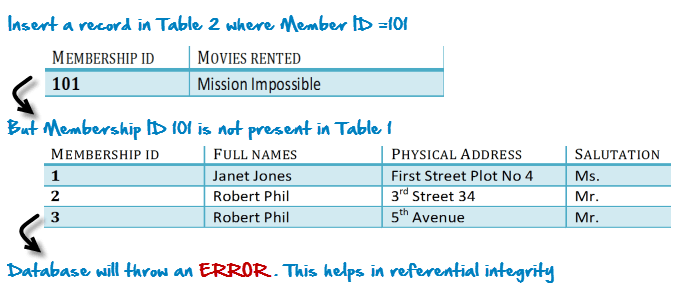 Insert a record in Table 2 where Member ID =101
MEMBERSHIP ID MOVIES RENTED
101 Mission Impossible
But Membership ID 101 is not present in Table 1
MEMBERSHIP ID FULL NAMES PHYSICAL ADDRESS SALUTATION
1 Janet Jones First Street Plot No 4 Ms.
2 Robert Phil 3rd Street 34 Mr.
3 Robert Phil 5th Avenue Mr.
Database will throw an ERROR. This helps in referential integrity